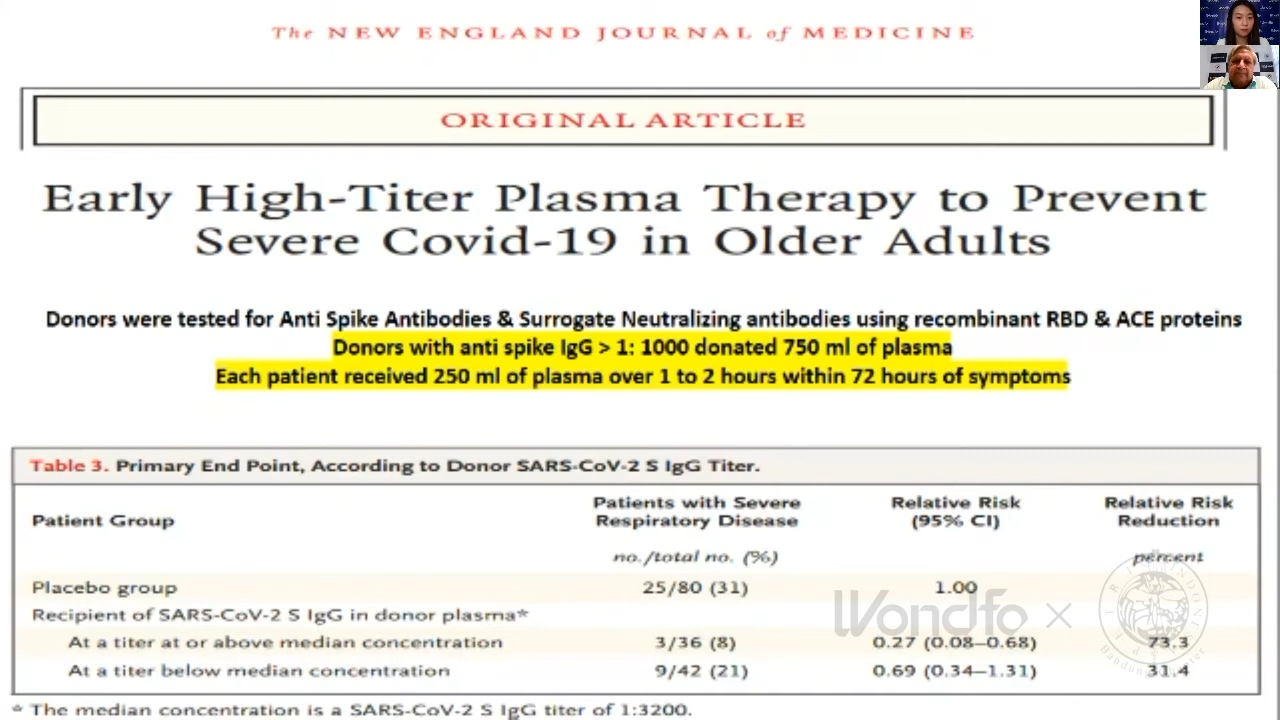 The NEW ENGLAND JOURNAL of MEDICINE
ORIGINAL ARTICLE
Early High-Titer Plasma Therapy to Prevent
Severe Covid-19 in Older Adults
Donors were tested for Anti Spike Antibodies & Surrogate Neutralizing antibodies using recombinant RBD & ACE proteins
Donors with anti spike IgG > 1: 1000 donated 750 ml of plasma
Each patient received 250 ml of plasma over 1 to 2 hours within 72 hours of symptoms
Table 3. Primary End Point, According to Donor SARS-CoV-2 S IgG Titer.
Patient Group Patients with Severe Respiratory Disease Relative Risk (95% CI) Relative Risk Reduction
no./total no. (%) percent
Placebo group 25/80 (31) 1.00
Recipient of SARS-CoV-2 S IgG in donor plasma*
At a titer at or above median concentration 3/36 (8) 0.27 (0.08–0.68) 73.3
At a titer below median concentration 9/42 (21) 0.69 (0.34–1.31) 31.4
* The median concentration is a SARS-CoV-2 S IgG titer of 1:3200.
Wondfo ×